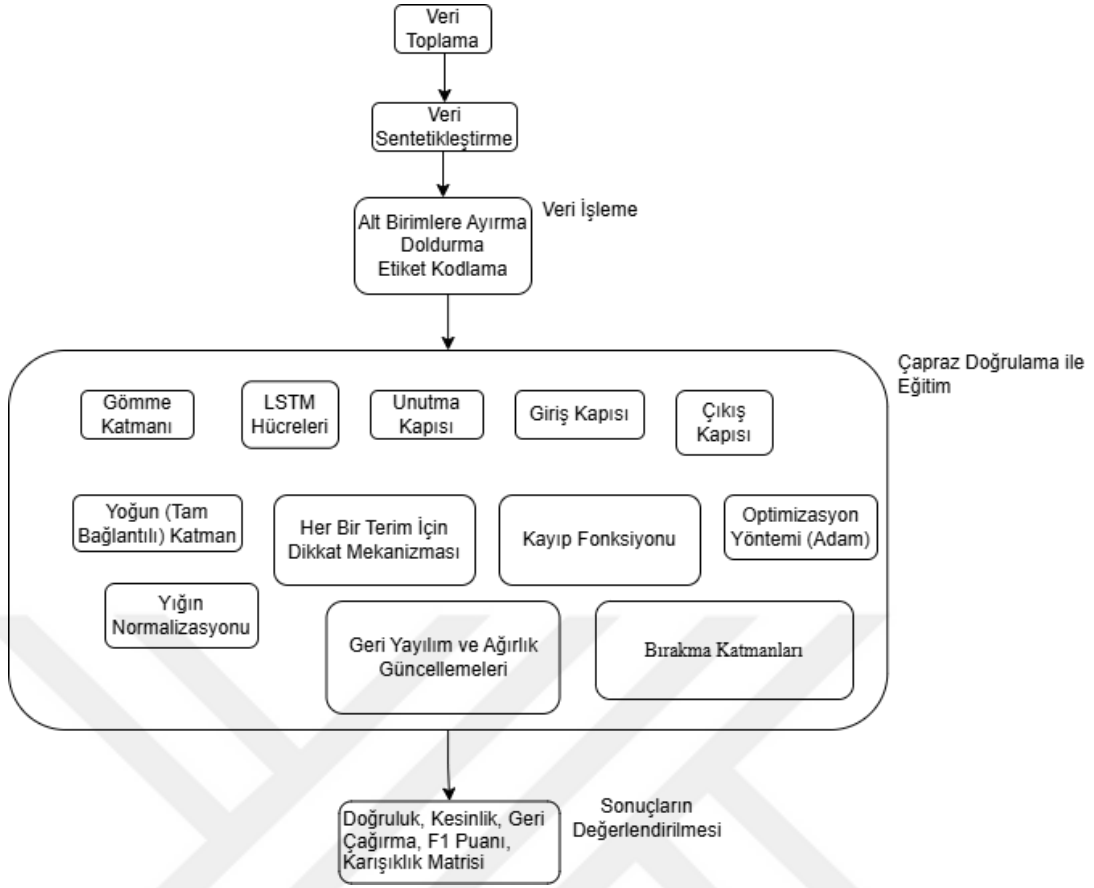 Veri
Toplama
Veri
Sentetikleştirme
Veri İşleme
Alt Birimlere Ayırma
Doldurma
Etiket Kodlama
Çapraz Doğrulama ile
Eğitim
Gömme
Katmanı
LSTM
Hücreleri
Unutma
Kapısı
Giriş Kapısı
Çıkış
Kapısı
Yoğun (Tam
Bağlantılı) Katman
Her Bir Terim İçin
Dikkat Mekanizması
Kayıp Fonksiyonu
Optimizasyon
Yöntemi (Adam)
Yığın
Normalizasyonu
Geri Yayılım ve Ağırlık
Güncellemeleri
Bırakma Katmanları
Sonuçların
Değerlendirilmesi
Doğruluk, Kesinlik, Geri
Çağırma, F1 Puanı,
Karışıklık Matrisi